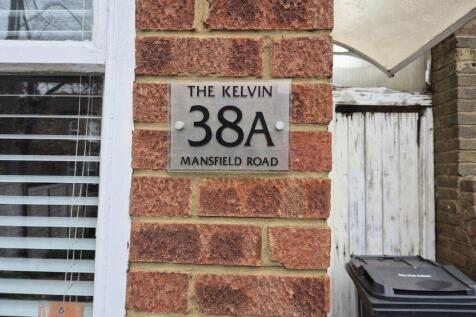 THE KELVIN
38A
MANSFIELD ROAD